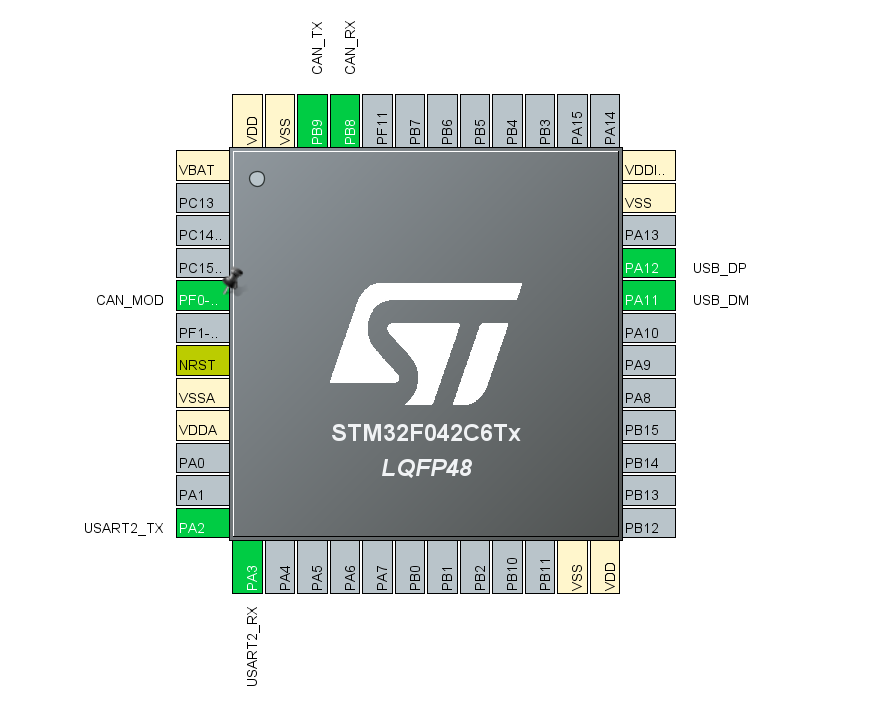 CAN_TX
CAN_RX
VDD
VSS
PB9
PB8
PF11
PB7
PB6
PB5
PB4
PB3
PA15
PA14
VBAT
PC13
PC14..
PC15..
CAN_MOD
PF0-..
PF1-..
NRST
VSSA
VDDA
PA0
PA1
USART2_TX
PA2
VDDI..
VSS
PA13
PA12
USB_DP
PA11
USB_DM
PA10
PA9
PA8
PB15
PB14
PB13
PB12
ST
STM32F042C6Tx
LQFP48
PA3
PA4
PA5
PA6
PA7
PB0
PB1
PB2
PB10
PB11
VSS
VDD
USART2_RX